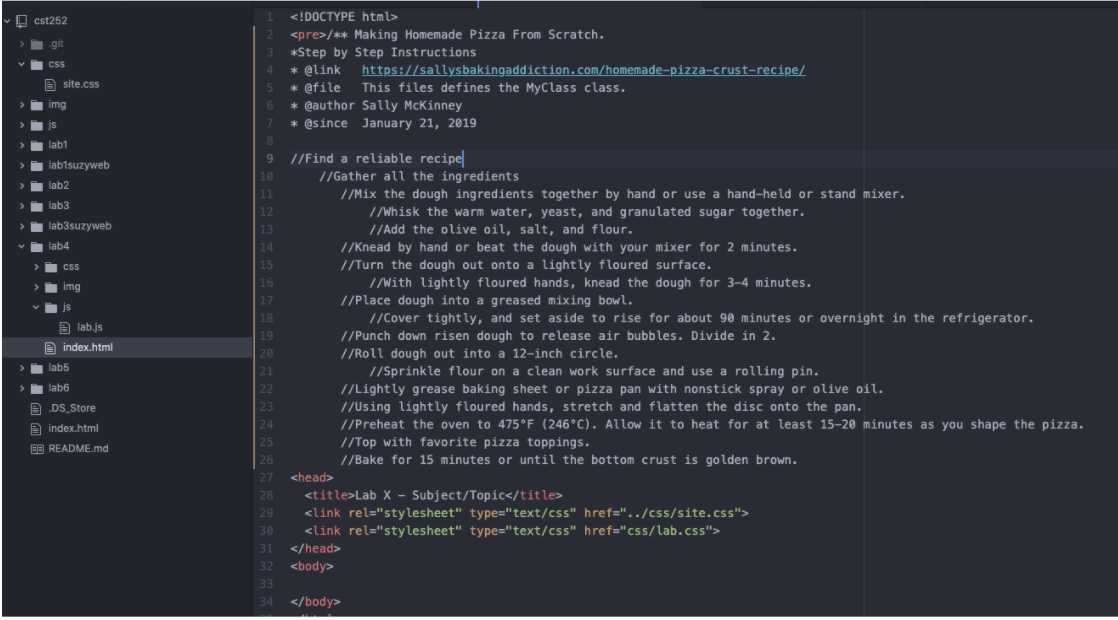 cst252
.git
css
site.css
img
js
lab1
lab1suzyweb
lab2
lab3
lab3suzyweb
lab4
css
img
js
lab.js
index.html
lab5
lab6
.DS_Store
index.html
README.md
1 <!DOCTYPE html>
2 <pre>/** Making Homemade Pizza From Scratch.
3 *Step by Step Instructions
4 * @link   https://sallysbakingaddiction.com/homemade-pizza-crust-recipe/
5 * @file   This files defines the MyClass class.
6 * @author Sally McKinney
7 * @since  January 21, 2019
8
9 //Find a reliable recipe
10     //Gather all the ingredients
11        //Mix the dough ingredients together by hand or use a hand-held or stand mixer.
12            //Whisk the warm water, yeast, and granulated sugar together.
13            //Add the olive oil, salt, and flour.
14        //Knead by hand or beat the dough with your mixer for 2 minutes.
15        //Turn the dough out onto a lightly floured surface.
16            //With lightly floured hands, knead the dough for 3-4 minutes.
17        //Place dough into a greased mixing bowl.
18            //Cover tightly, and set aside to rise for about 90 minutes or overnight in the refrigerator.
19        //Punch down risen dough to release air bubbles. Divide in 2.
20        //Roll dough out into a 12-inch circle.
21            //Sprinkle flour on a clean work surface and use a rolling pin.
22        //Lightly grease baking sheet or pizza pan with nonstick spray or olive oil.
23        //Using lightly floured hands, stretch and flatten the disc onto the pan.
24        //Preheat the oven to 475°F (246°C). Allow it to heat for at least 15-20 minutes as you shape the pizza.
25        //Top with favorite pizza toppings.
26        //Bake for 15 minutes or until the bottom crust is golden brown.
27 <head>
28   <title>Lab X - Subject/Topic</title>
29   <link rel="stylesheet" type="text/css" href="../css/site.css">
30   <link rel="stylesheet" type="text/css" href="css/lab.css">
31 </head>
32 <body>
33
34 </body>